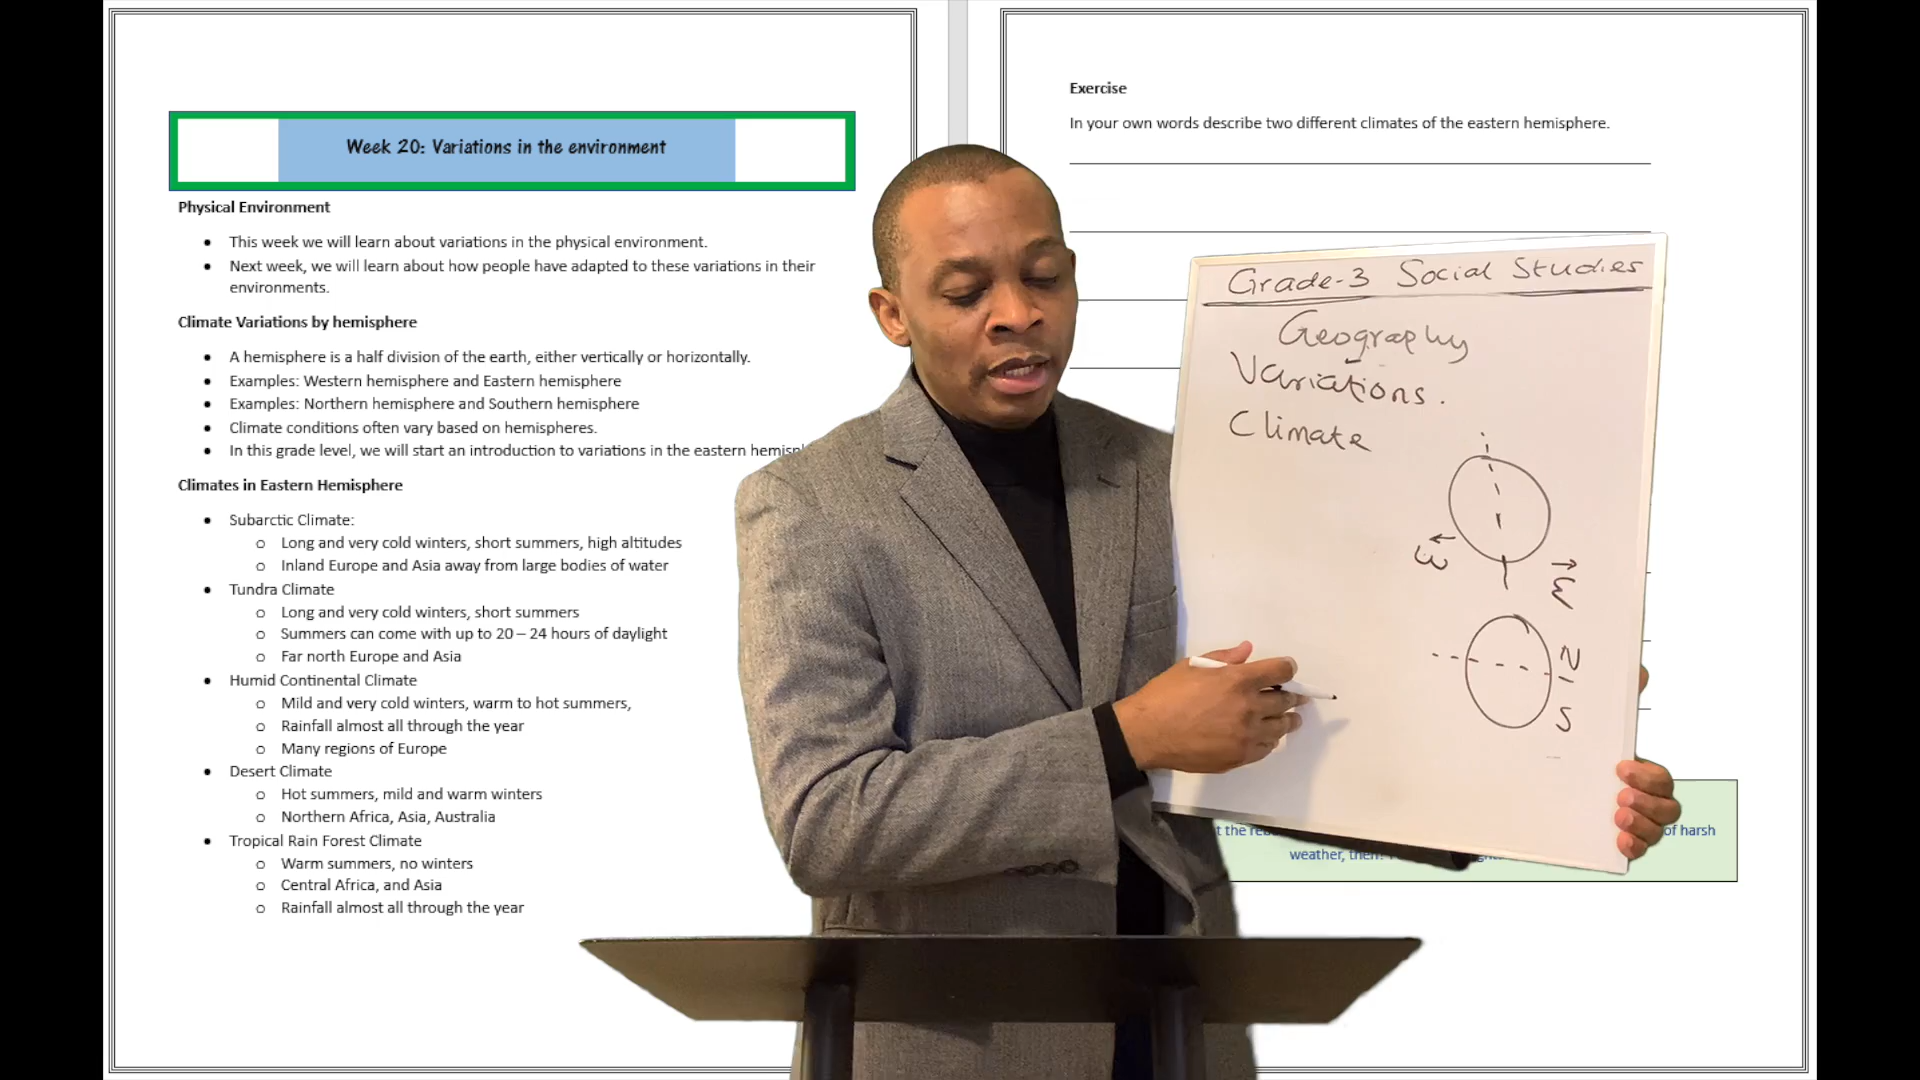 Week 20: Variations in the environment
Physical Environment
• This week we will learn about variations in the physical environment.
• Next week, we will learn about how people have adapted to these variations in their
environments.
Climate Variations by hemisphere
• A hemisphere is a half division of the earth, either vertically or horizontally.
• Examples: Western hemisphere and Eastern hemisphere
• Examples: Northern hemisphere and Southern hemisphere
• Climate conditions often vary based on hemispheres.
• In this grade level, we will start an introduction to variations in the eastern
Climates in Eastern Hemisphere
• Subarctic Climate:
o Long and very cold winters, short summers, high altitudes
o Inland Europe and Asia away from large bodies of water
• Tundra Climate
o Long and very cold winters, short summers
o Summers can come with up to 20 – 24 hours of daylight
o Far north Europe and Asia
• Humid Continental Climate
o Mild and very cold winters, warm to hot summers,
o Rainfall almost all through the year
o Many regions of Europe
• Desert Climate
o Hot summers, mild and warm winters
o Northern Africa, Asia, Australia
• Tropical Rain Forest Climate
o Warm summers, no winters
o Central Africa, and Asia
o Rainfall almost all through the year
Exercise
In your own words describe two different climates of the eastern hemisphere.
Grade-3 Social Studies
Geography
Variations.
Climate
W
E
N
S
the
of harsh
weather,